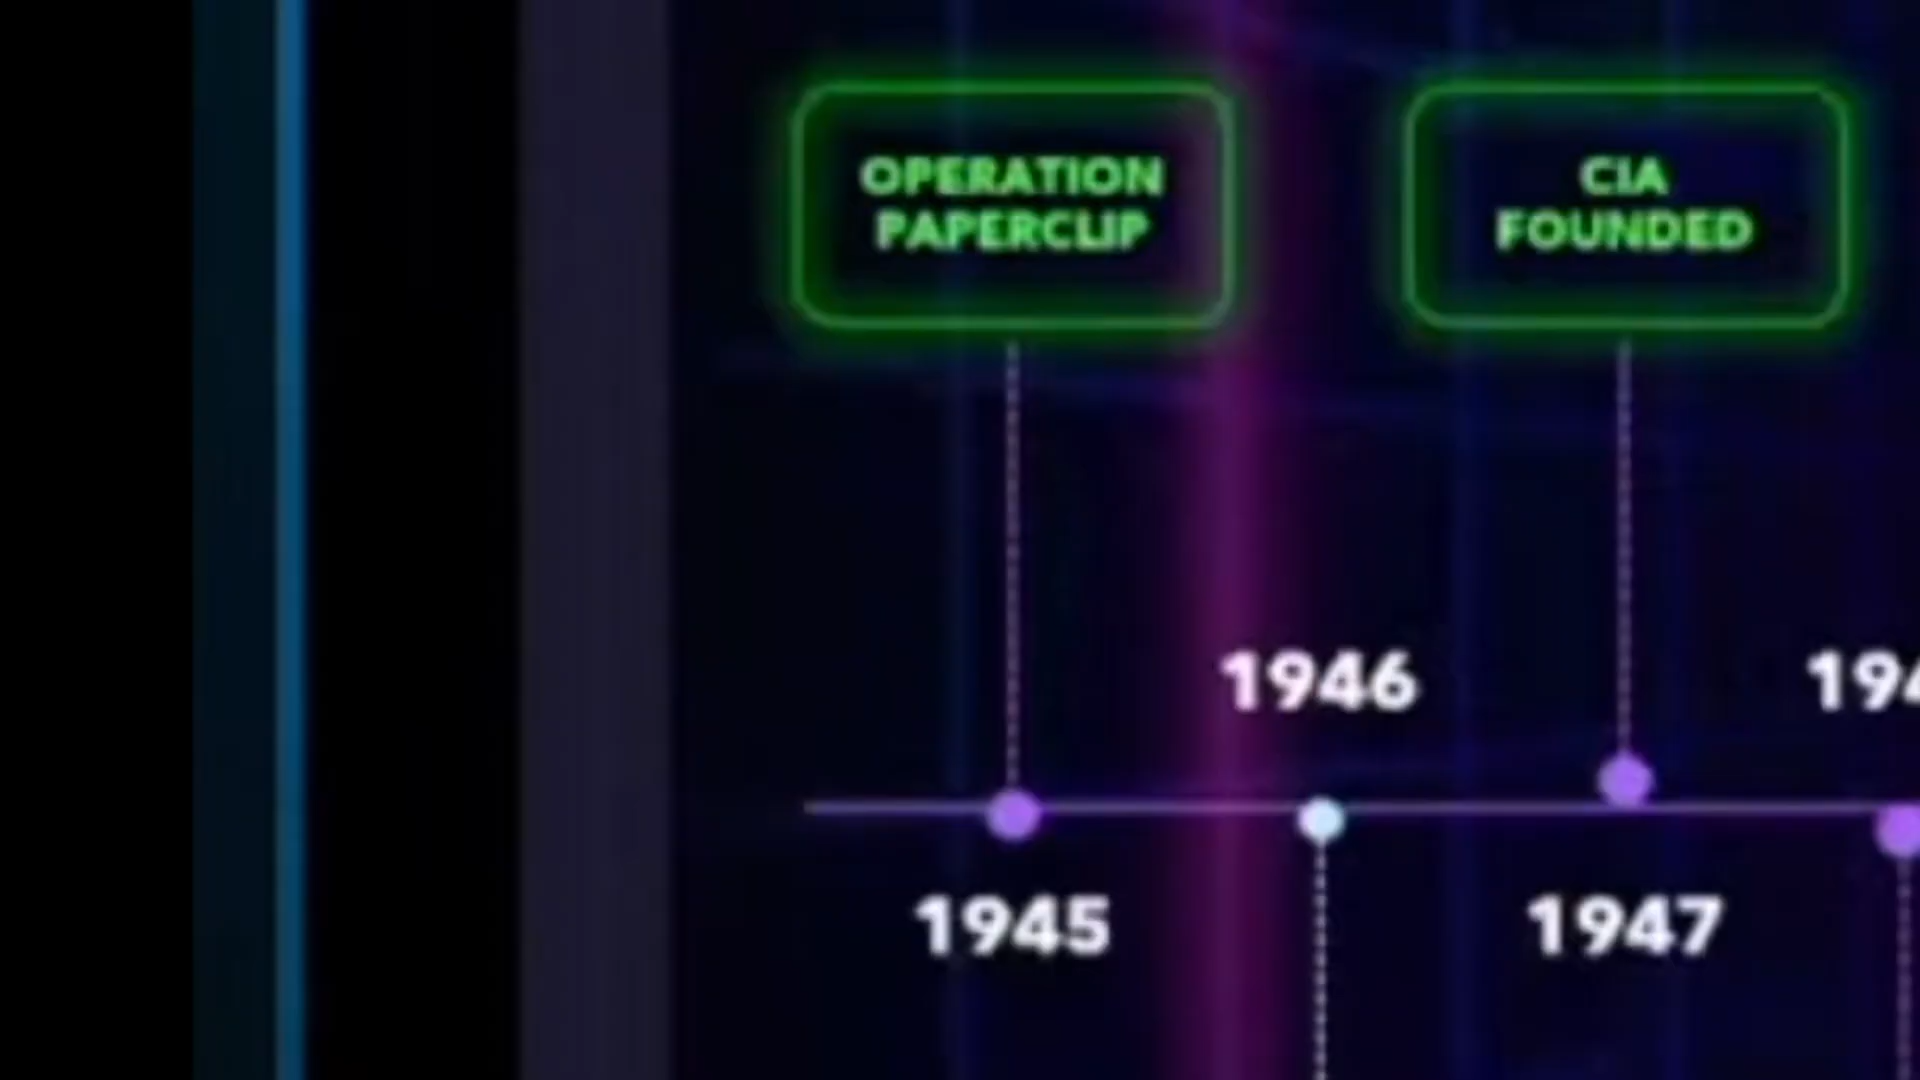 OPERATION
PAPERCLIP
CIA
FOUNDED
1946
1945
1947